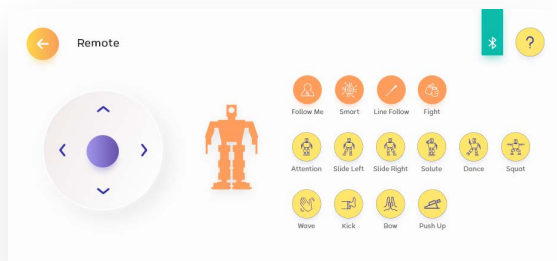 Remote
?
Follow Me Smart Line Follow Fight
Attention Slide Left Slide Right Salute Dance Squat
Wave Kick Bow Push Up